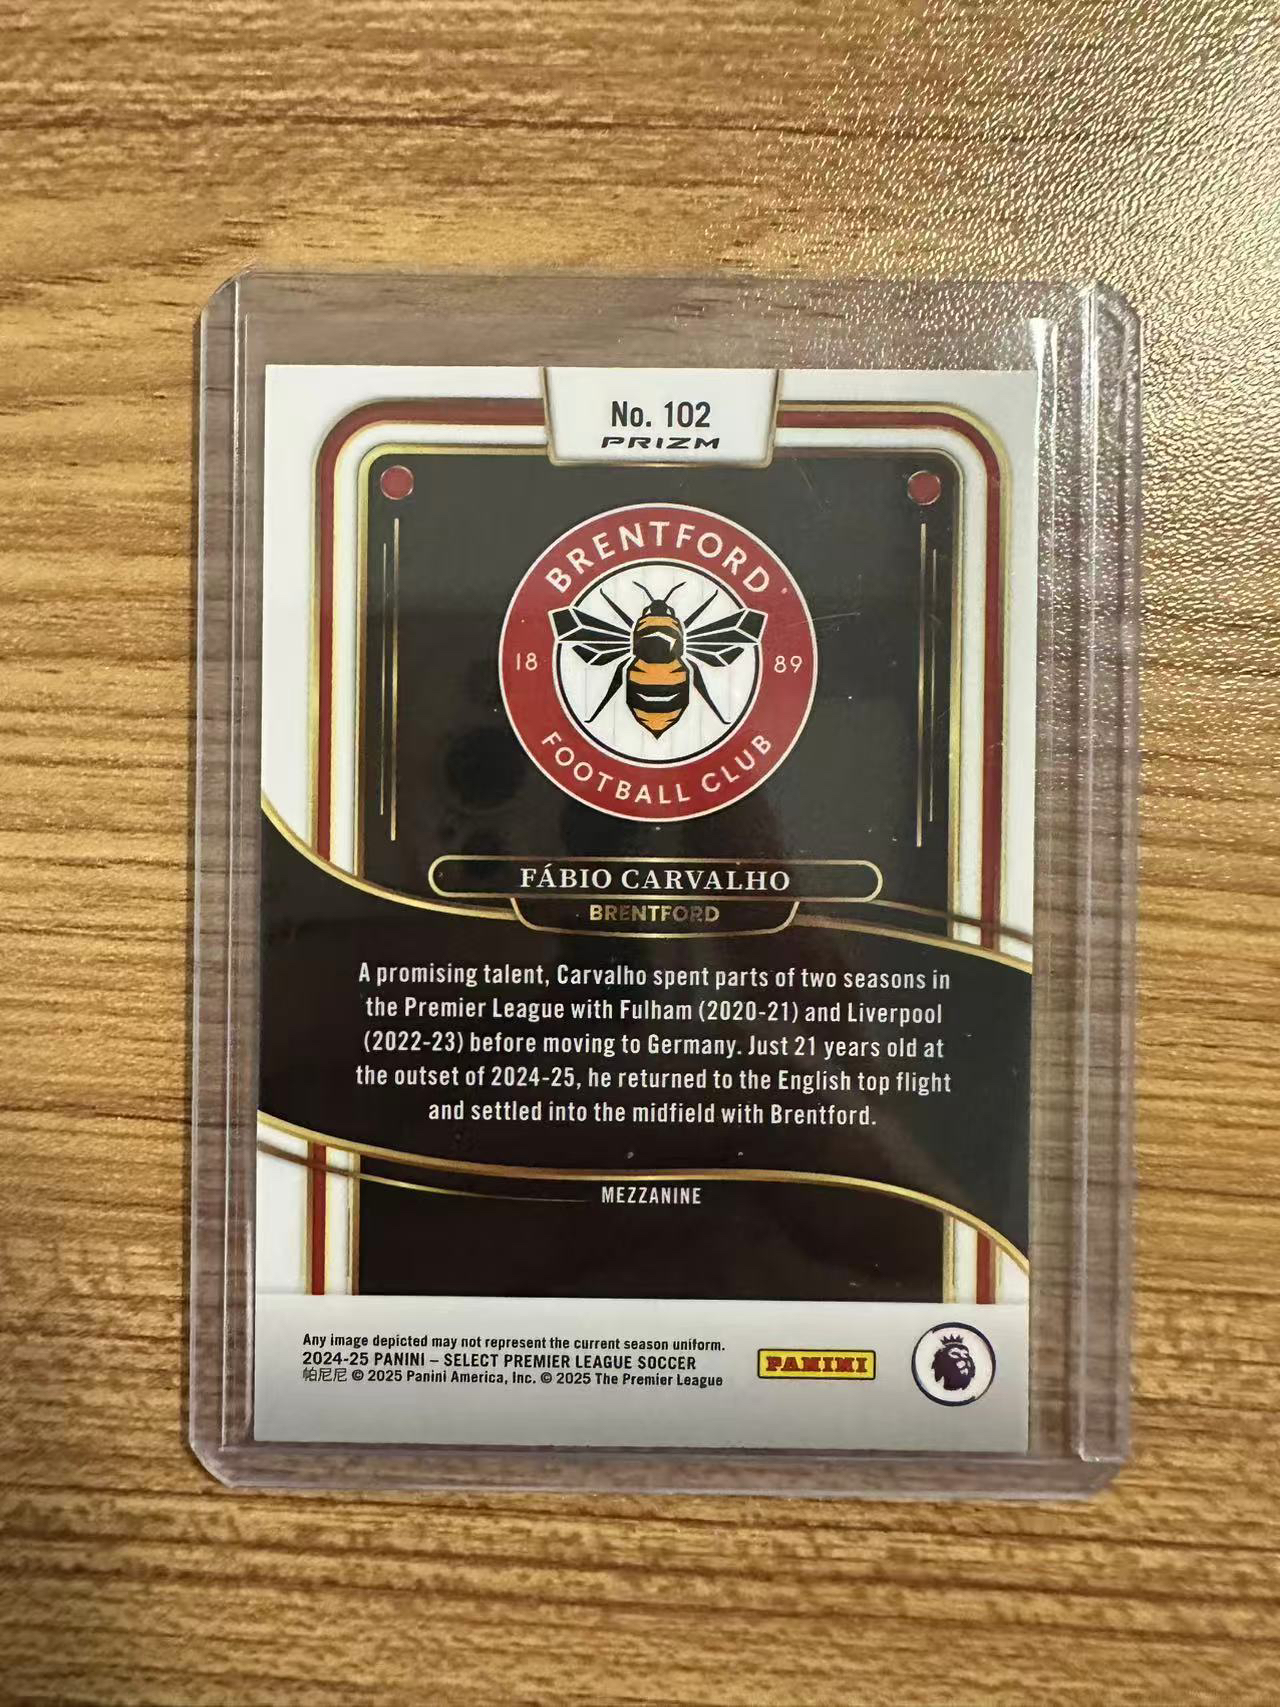 No. 102
PRIZM
BRENTFORD
18 89
FOOTBALL CLUB
FÁBIO CARVALHO
BRENTFORD
A promising talent, Carvalho spent parts of two seasons in
the Premier League with Fulham (2020-21) and Liverpool
(2022-23) before moving to Germany. Just 21 years old at
the outset of 2024-25, he returned to the English top flight
and settled into the midfield with Brentford.
MEZZANINE
Any image depicted may not represent the current season uniform.
2024-25 PANINI – SELECT PREMIER LEAGUE SOCCER
帕尼尼 © 2025 Panini America, Inc. © 2025 The Premier League
PANINI